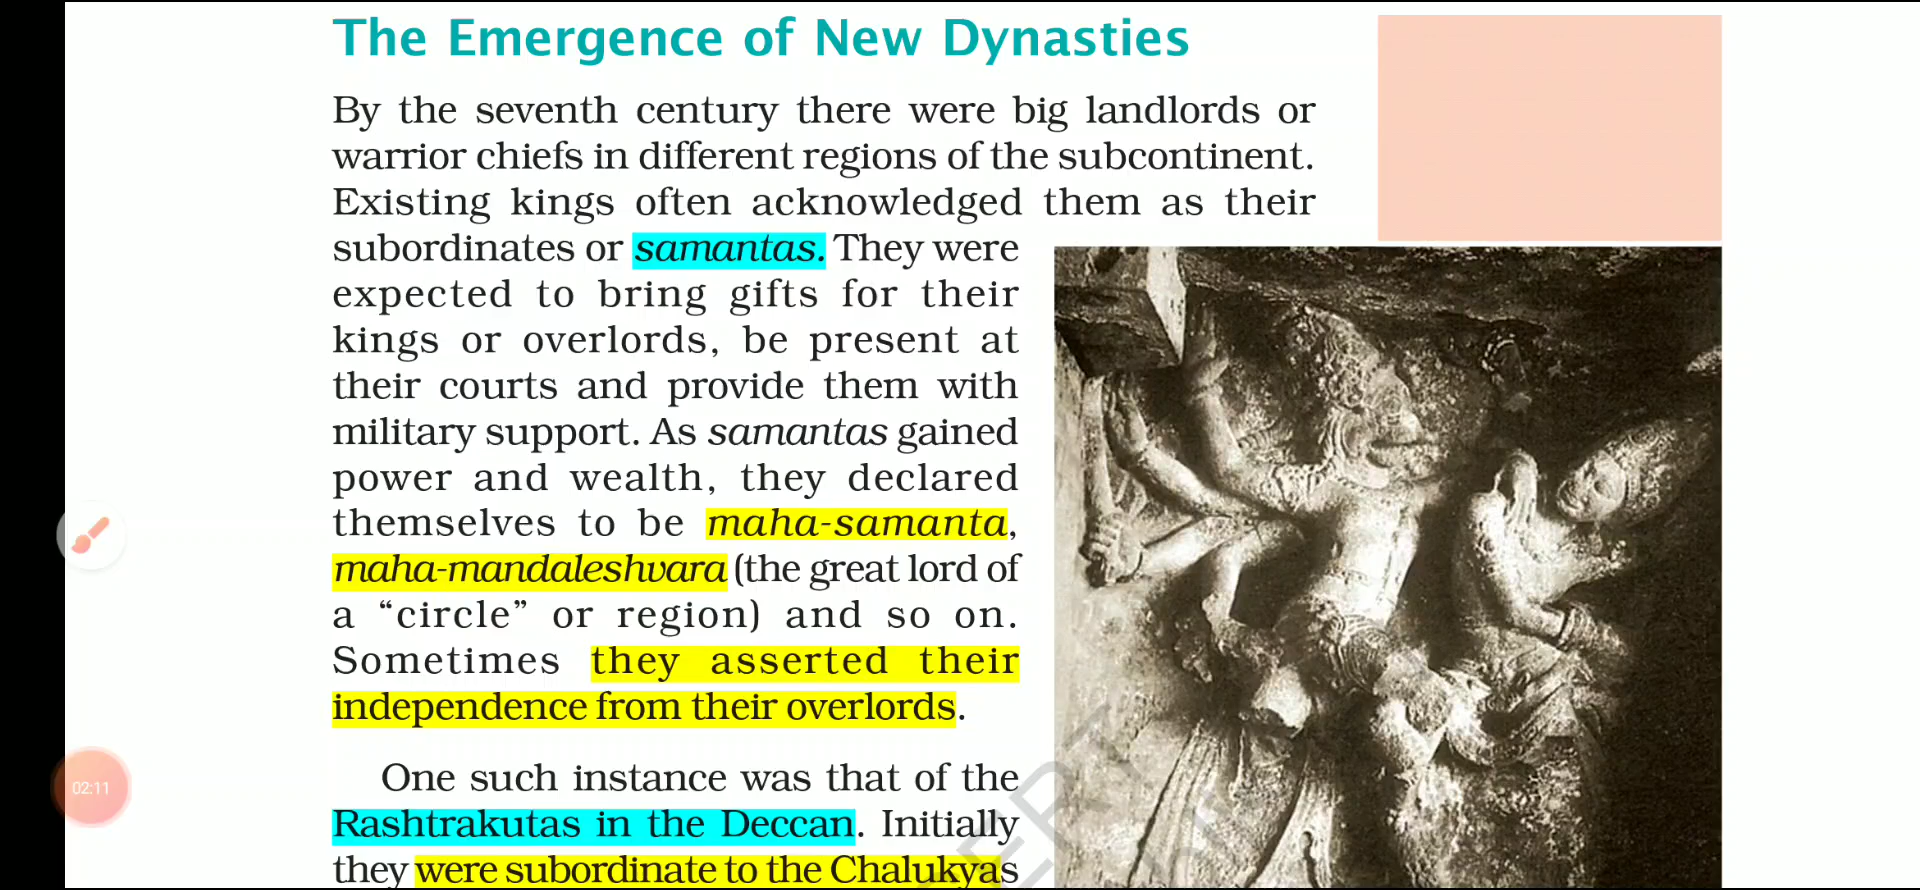 The Emergence of New Dynasties
By the seventh century there were big landlords or
warrior chiefs in different regions of the subcontinent.
Existing kings often acknowledged them as their
subordinates or samantas. They were
expected to bring gifts for their
kings or overlords, be present at
their courts and provide them with
military support. As samantas gained
power and wealth, they declared
themselves to be maha-samanta,
maha-mandaleshvara (the great lord of
a “circle” or region) and so on.
Sometimes they asserted their
independence from their overlords.
One such instance was that of the
Rashtrakutas in the Deccan. Initially
they were subordinate to the Chalukyas
02:11